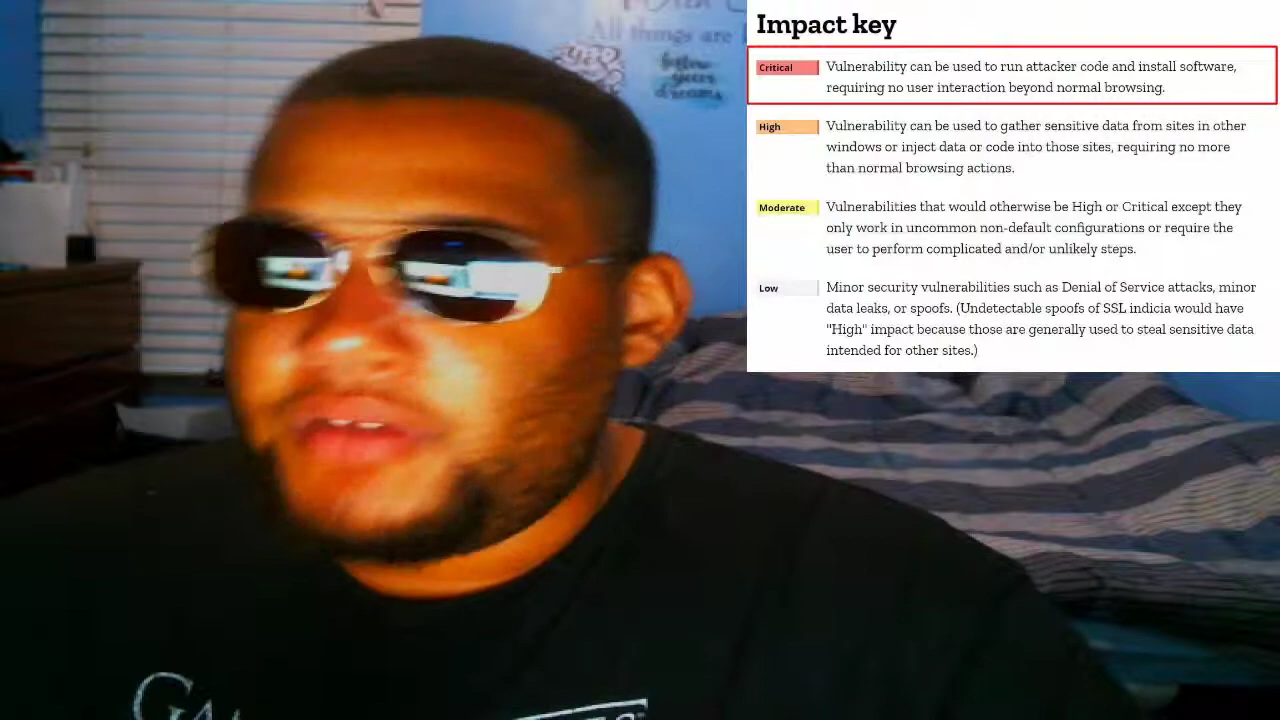 All things are
follow
your
dreams
Impact key
Critical
Vulnerability can be used to run attacker code and install software,
requiring no user interaction beyond normal browsing.
High
Vulnerability can be used to gather sensitive data from sites in other
windows or inject data or code into those sites, requiring no more
than normal browsing actions.
Moderate
Vulnerabilities that would otherwise be High or Critical except they
only work in uncommon non-default configurations or require the
user to perform complicated and/or unlikely steps.
Low
Minor security vulnerabilities such as Denial of Service attacks, minor
data leaks, or spoofs. (Undetectable spoofs of SSL indicia would have
"High" impact because those are generally used to steal sensitive data
intended for other sites.)